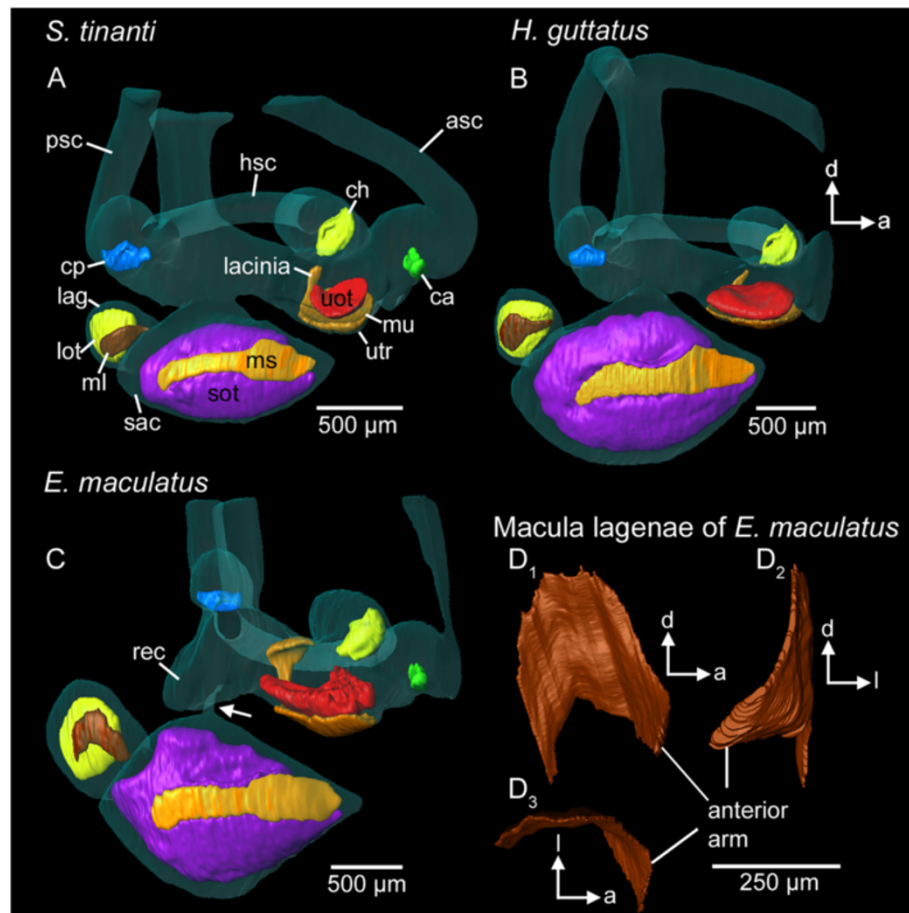 S. tinanti
H. guttatus
A
B
psc
asc
hsc
ch
d
a
cp
lacinia
uot
ca
lag
mu
lot
utr
ml
ms
sot
sac
500 µm
500 µm
E. maculatus
C
Macula lagenae of E. maculatus
D1
D2
d
d
rec
a
l
D3
anterior
arm
l
a
500 µm
250 µm